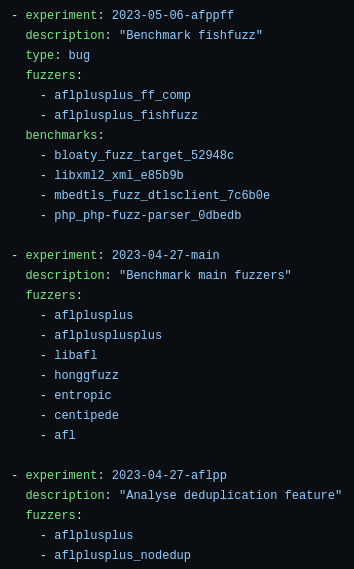 - experiment: 2023-05-06-afppff
  description: "Benchmark fishfuzz"
  type: bug
  fuzzers:
    - aflplusplus_ff_comp
    - aflplusplus_fishfuzz
  benchmarks:
    - bloaty_fuzz_target_52948c
    - libxml2_xml_e85b9b
    - mbedtls_fuzz_dtlsclient_7c6b0e
    - php_php-fuzz-parser_0dbedb

- experiment: 2023-04-27-main
  description: "Benchmark main fuzzers"
  fuzzers:
    - aflplusplus
    - aflplusplusplus
    - libafl
    - honggfuzz
    - entropic
    - centipede
    - afl

- experiment: 2023-04-27-aflpp
  description: "Analyse deduplication feature"
  fuzzers:
    - aflplusplus
    - aflplusplus_nodedup